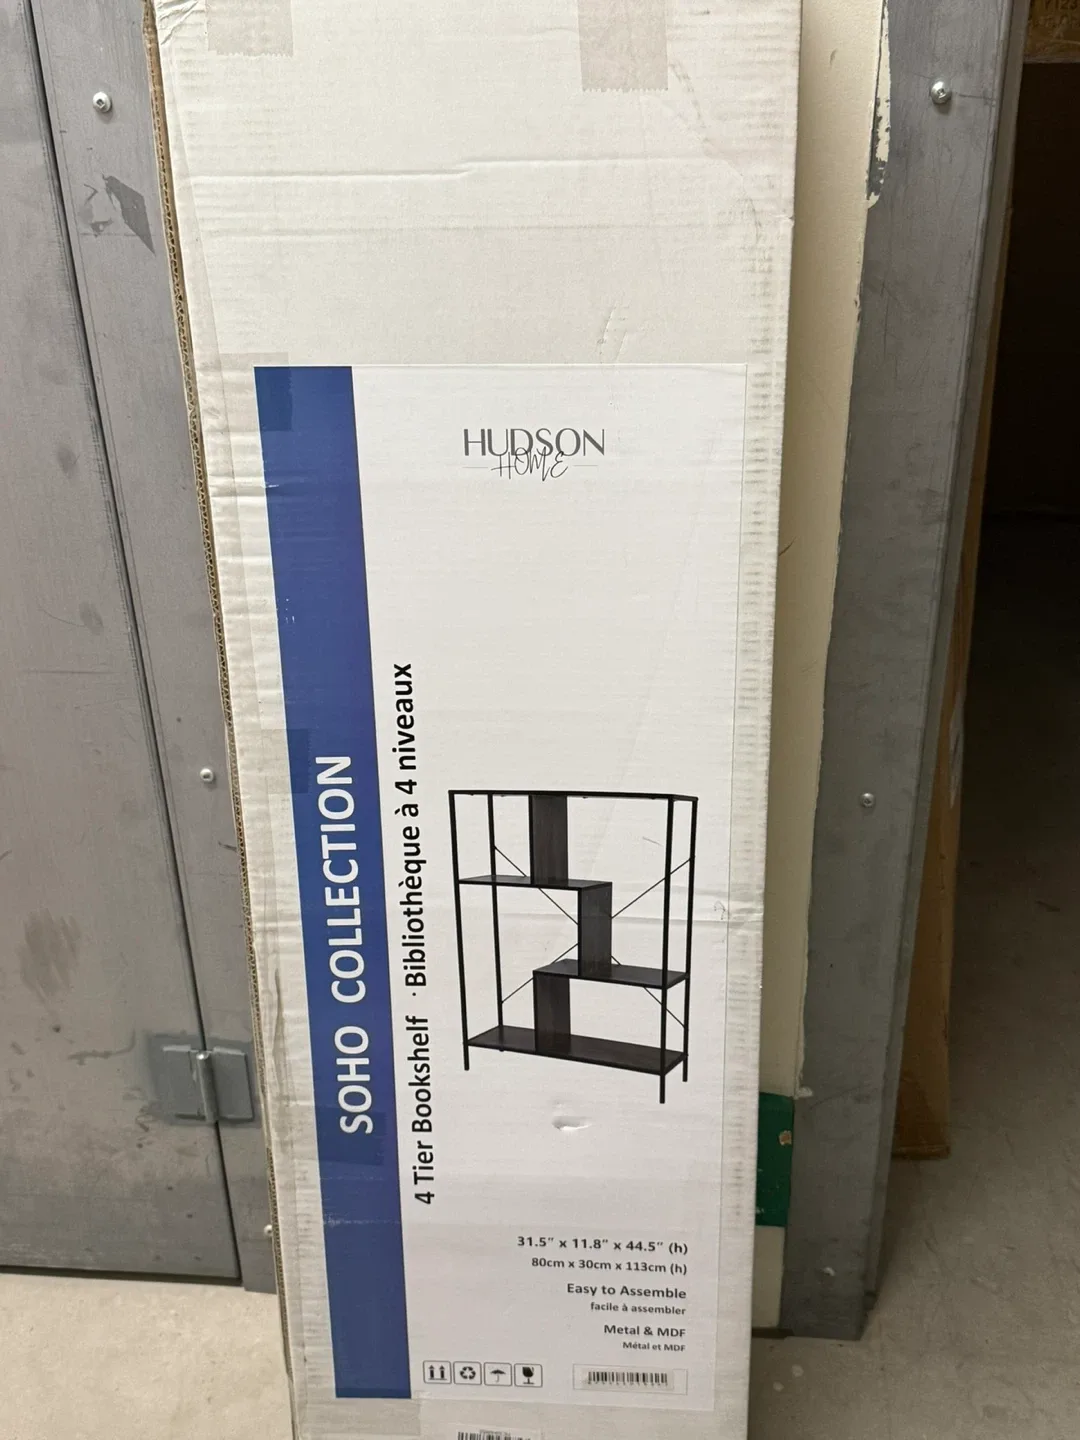 HUDSON
HOME
SOHO COLLECTION
4 Tier Bookshelf · Bibliothèque à 4 niveaux
31.5" x 11.8" x 44.5" (h)
80cm x 30cm x 113cm (h)
Easy to Assemble
facile à assembler
Metal & MDF
Métal et MDF